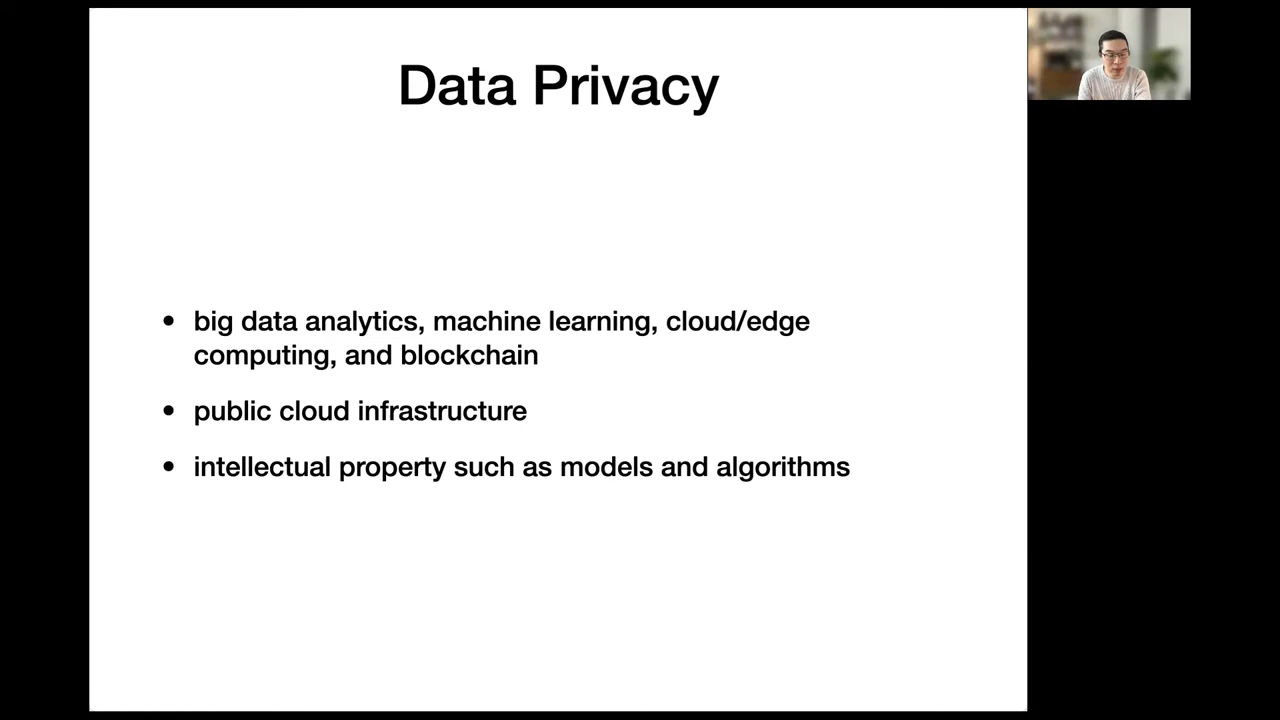 Data Privacy
• big data analytics, machine learning, cloud/edge
computing, and blockchain
• public cloud infrastructure
• intellectual property such as models and algorithms